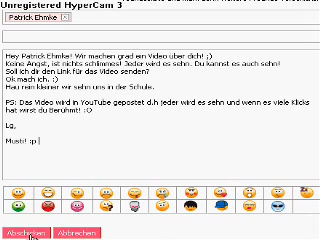 Unregistered HyperCam 3
Patrick Ehmke
Hey Patrick Ehmke! Wir machen grad ein Video über dich! ;)
Keine Angst, ist nichts schlimmes! Jeder wird es sehn. Du kannst es auch sehn!
Soll ich dir den Link für das Video senden?
Ok mach ich. ;)
Hau rein kleiner wir sehn uns in der Schule.
PS: Das Video wird in YouTube gepostet d.h jeder wird es sehn und wenn es viele Klicks
hat wirst du Berühmt! :O
Lg,
Musti! :p
Abschicken Abbrechen